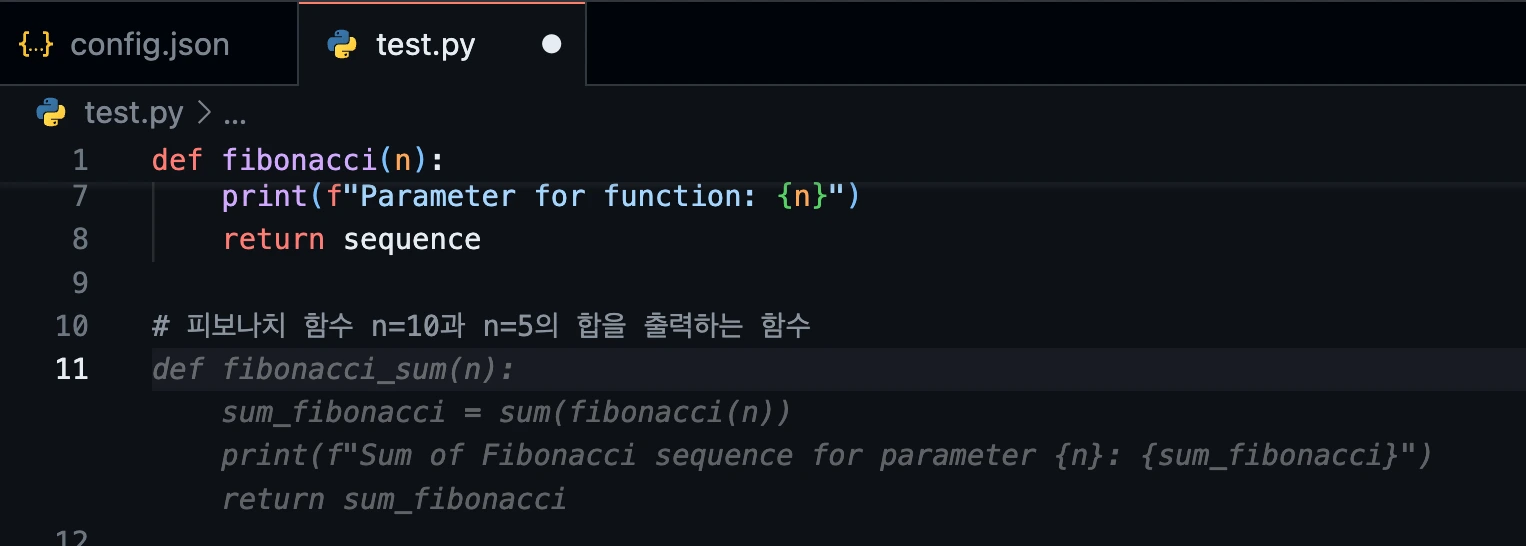 {...} config.json
test.py
test.py > ...
1 def fibonacci(n):
7     print(f"Parameter for function: {n}")
8     return sequence
9
10 # 피보나치 함수 n=10과 n=5의 합을 출력하는 함수
11 def fibonacci_sum(n):
    sum_fibonacci = sum(fibonacci(n))
    print(f"Sum of Fibonacci sequence for parameter {n}: {sum_fibonacci}")
    return sum_fibonacci
12